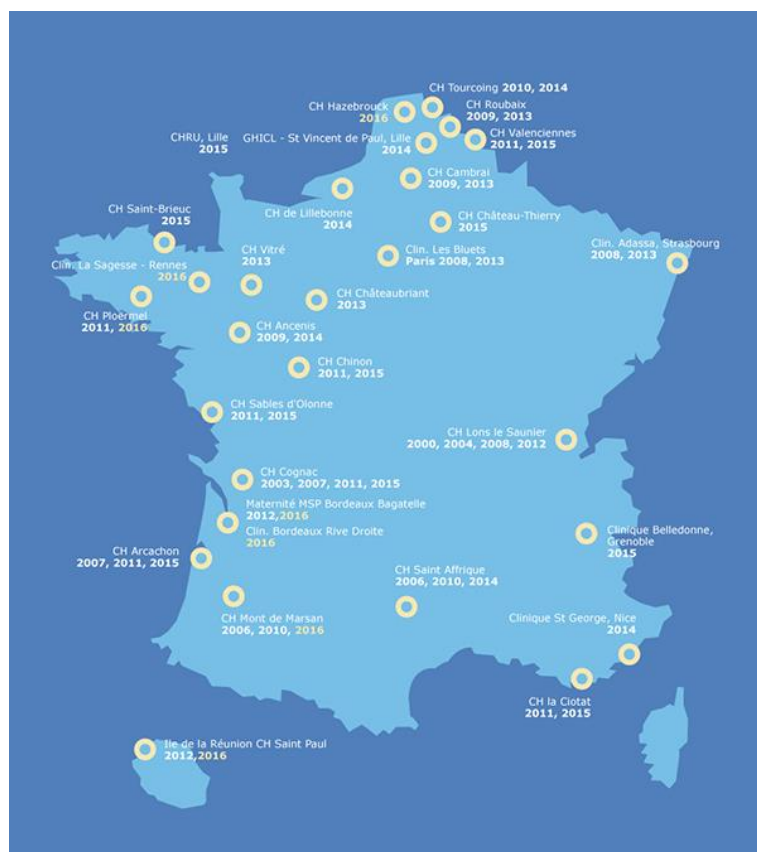 CH Tourcoing 2010, 2014
CH Hazebrouck
2016
CH Roubaix
2009, 2013
CHRU, Lille
2015
GHICL - St Vincent de Paul, Lille
2014
CH Valenciennes
2011, 2015
CH Cambrai
2009, 2013
CH Saint-Brieuc
2015
CH de Lillebonne
2014
CH Château-Thierry
2015
CH Vitré
2013
Clin. Les Bluets
París 2008, 2013
Clin. Adassa, Strasbourg
2008, 2013
Clin. La Sagesse - Rennes
2016
CH Châteaubriant
2013
CH Ploërmel
2011, 2016
CH Ancenis
2009, 2014
CH Chinon
2011, 2015
CH Sables d'Olonne
2011, 2015
CH Lons le Saunier
2000, 2004, 2008, 2012
CH Cognac
2003, 2007, 2011, 2015
Maternité MSP Bordeaux Bagatelle
2012,2016
Clin. Bordeaux Rive Droite
2016
Clinique Belledonne,
Grenoble
2015
CH Arcachon
2007, 2011, 2015
CH Saint Affrique
2006, 2010, 2014
CH Mont de Marsan
2006, 2010, 2016
Clinique St George, Nice
2014
CH la Ciotat
2011, 2015
Ile de la Réunion CH Saint Paul
2012,2016